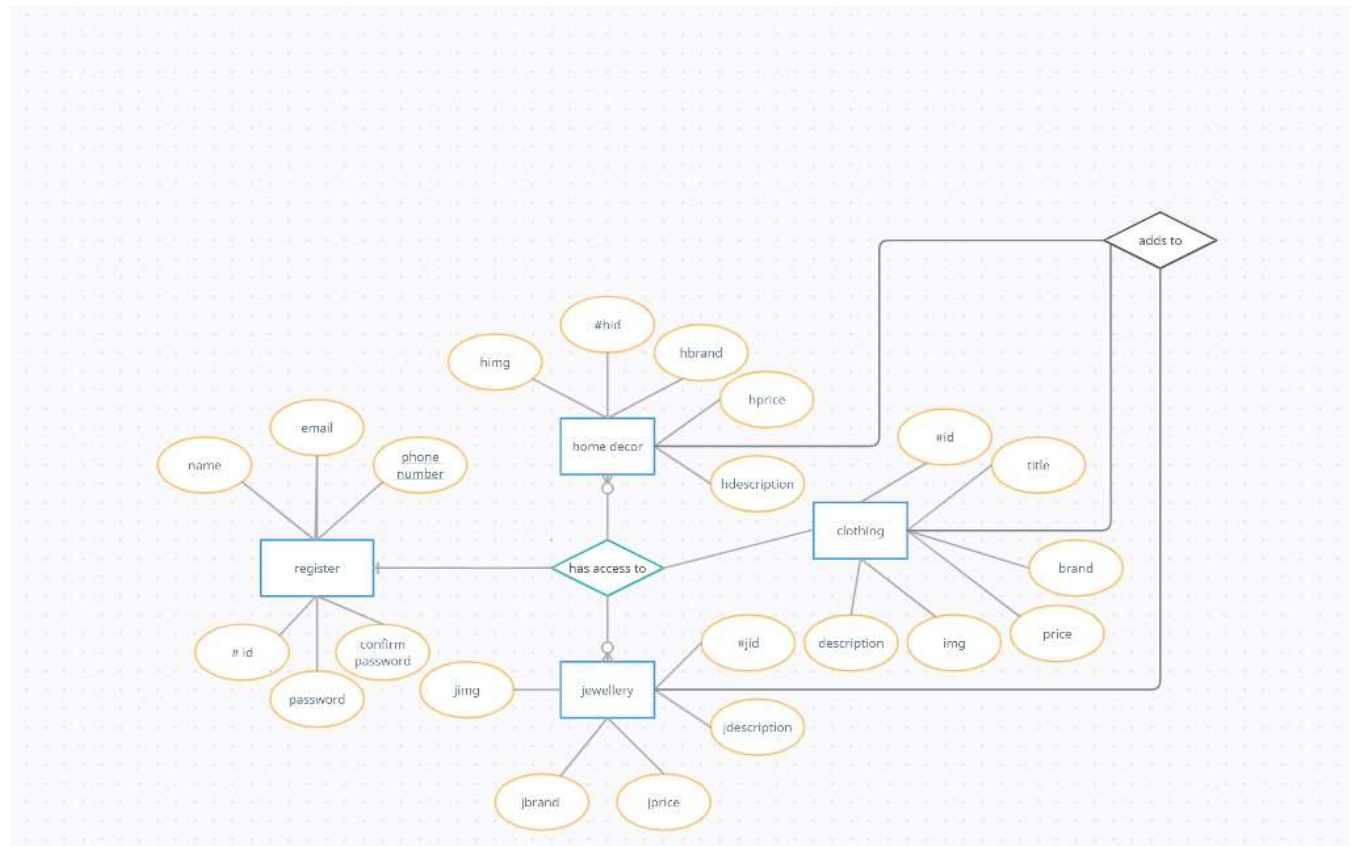 adds to
#hid
himg
hbrand
hprice
email
name
phone
number
home decor
#id
title
hdescription
clothing
register
has access to
brand
# id
confirm
password
password
#jid
description
img
price
jimg
jewellery
jdescription
jbrand
jprice